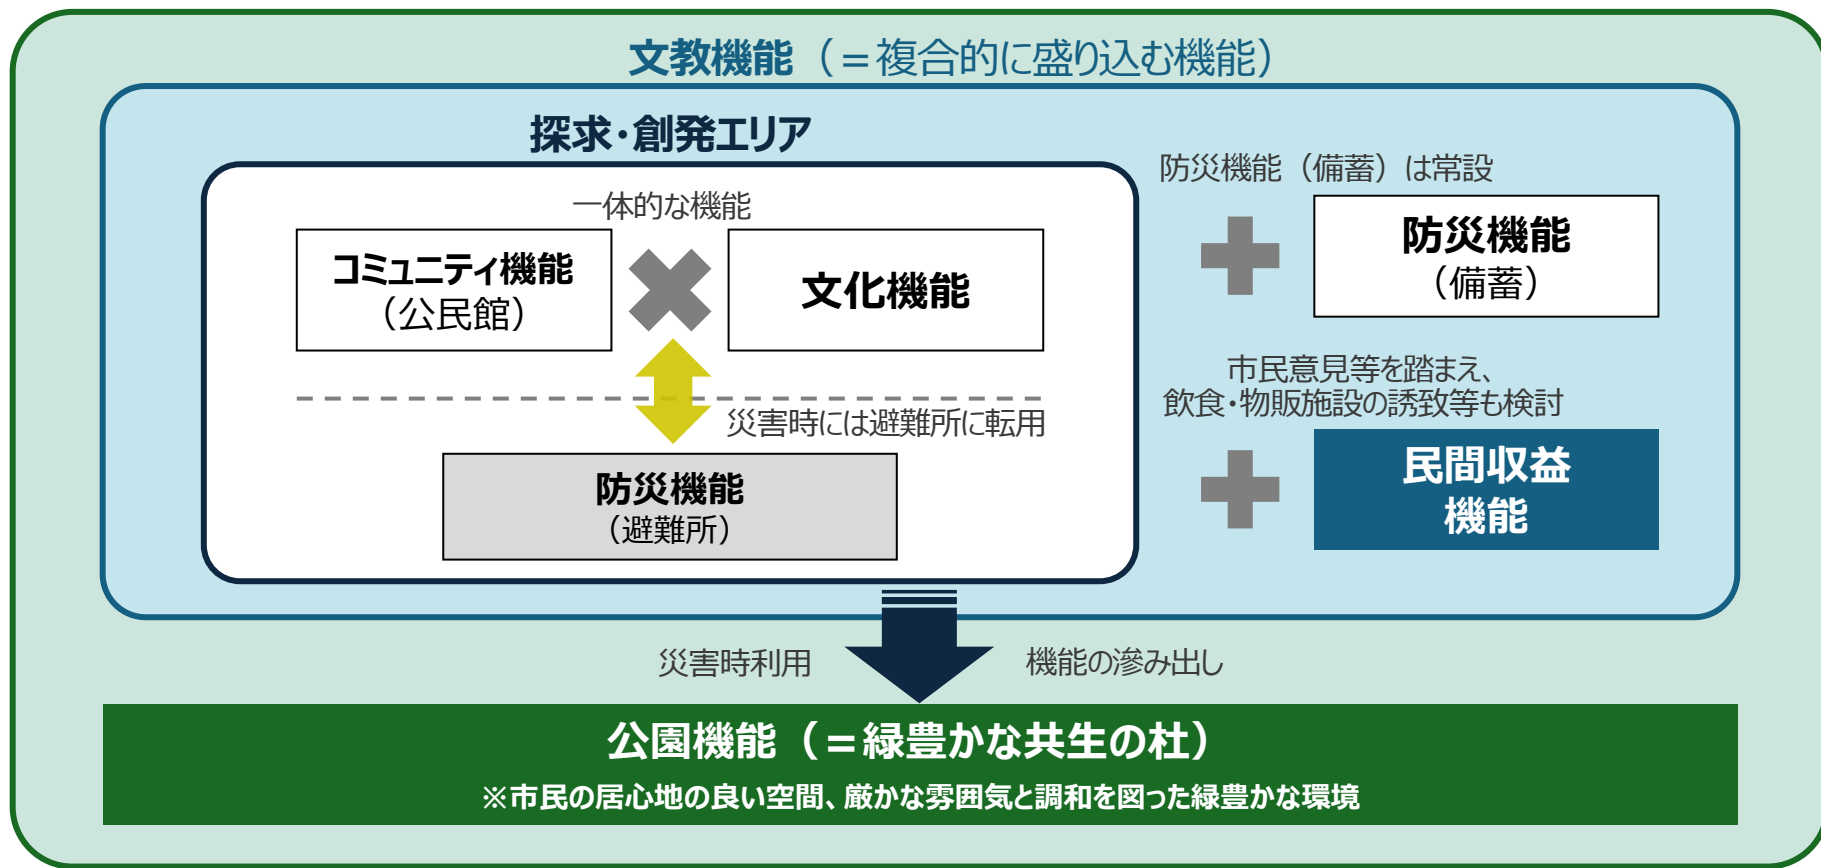 文教機能（＝複合的に盛り込む機能）
探求・創発エリア
一体的な機能
コミュニティ機能
（公民館）
文化機能
災害時には避難所に転用
防災機能
（避難所）
防災機能（備蓄）は常設
防災機能
（備蓄）
市民意見等を踏まえ、
飲食・物販施設の誘致等も検討
民間収益
機能
災害時利用
機能の滲み出し
公園機能（＝緑豊かな共生の杜）
※市民の居心地の良い空間、厳かな雰囲気と調和を図った緑豊かな環境